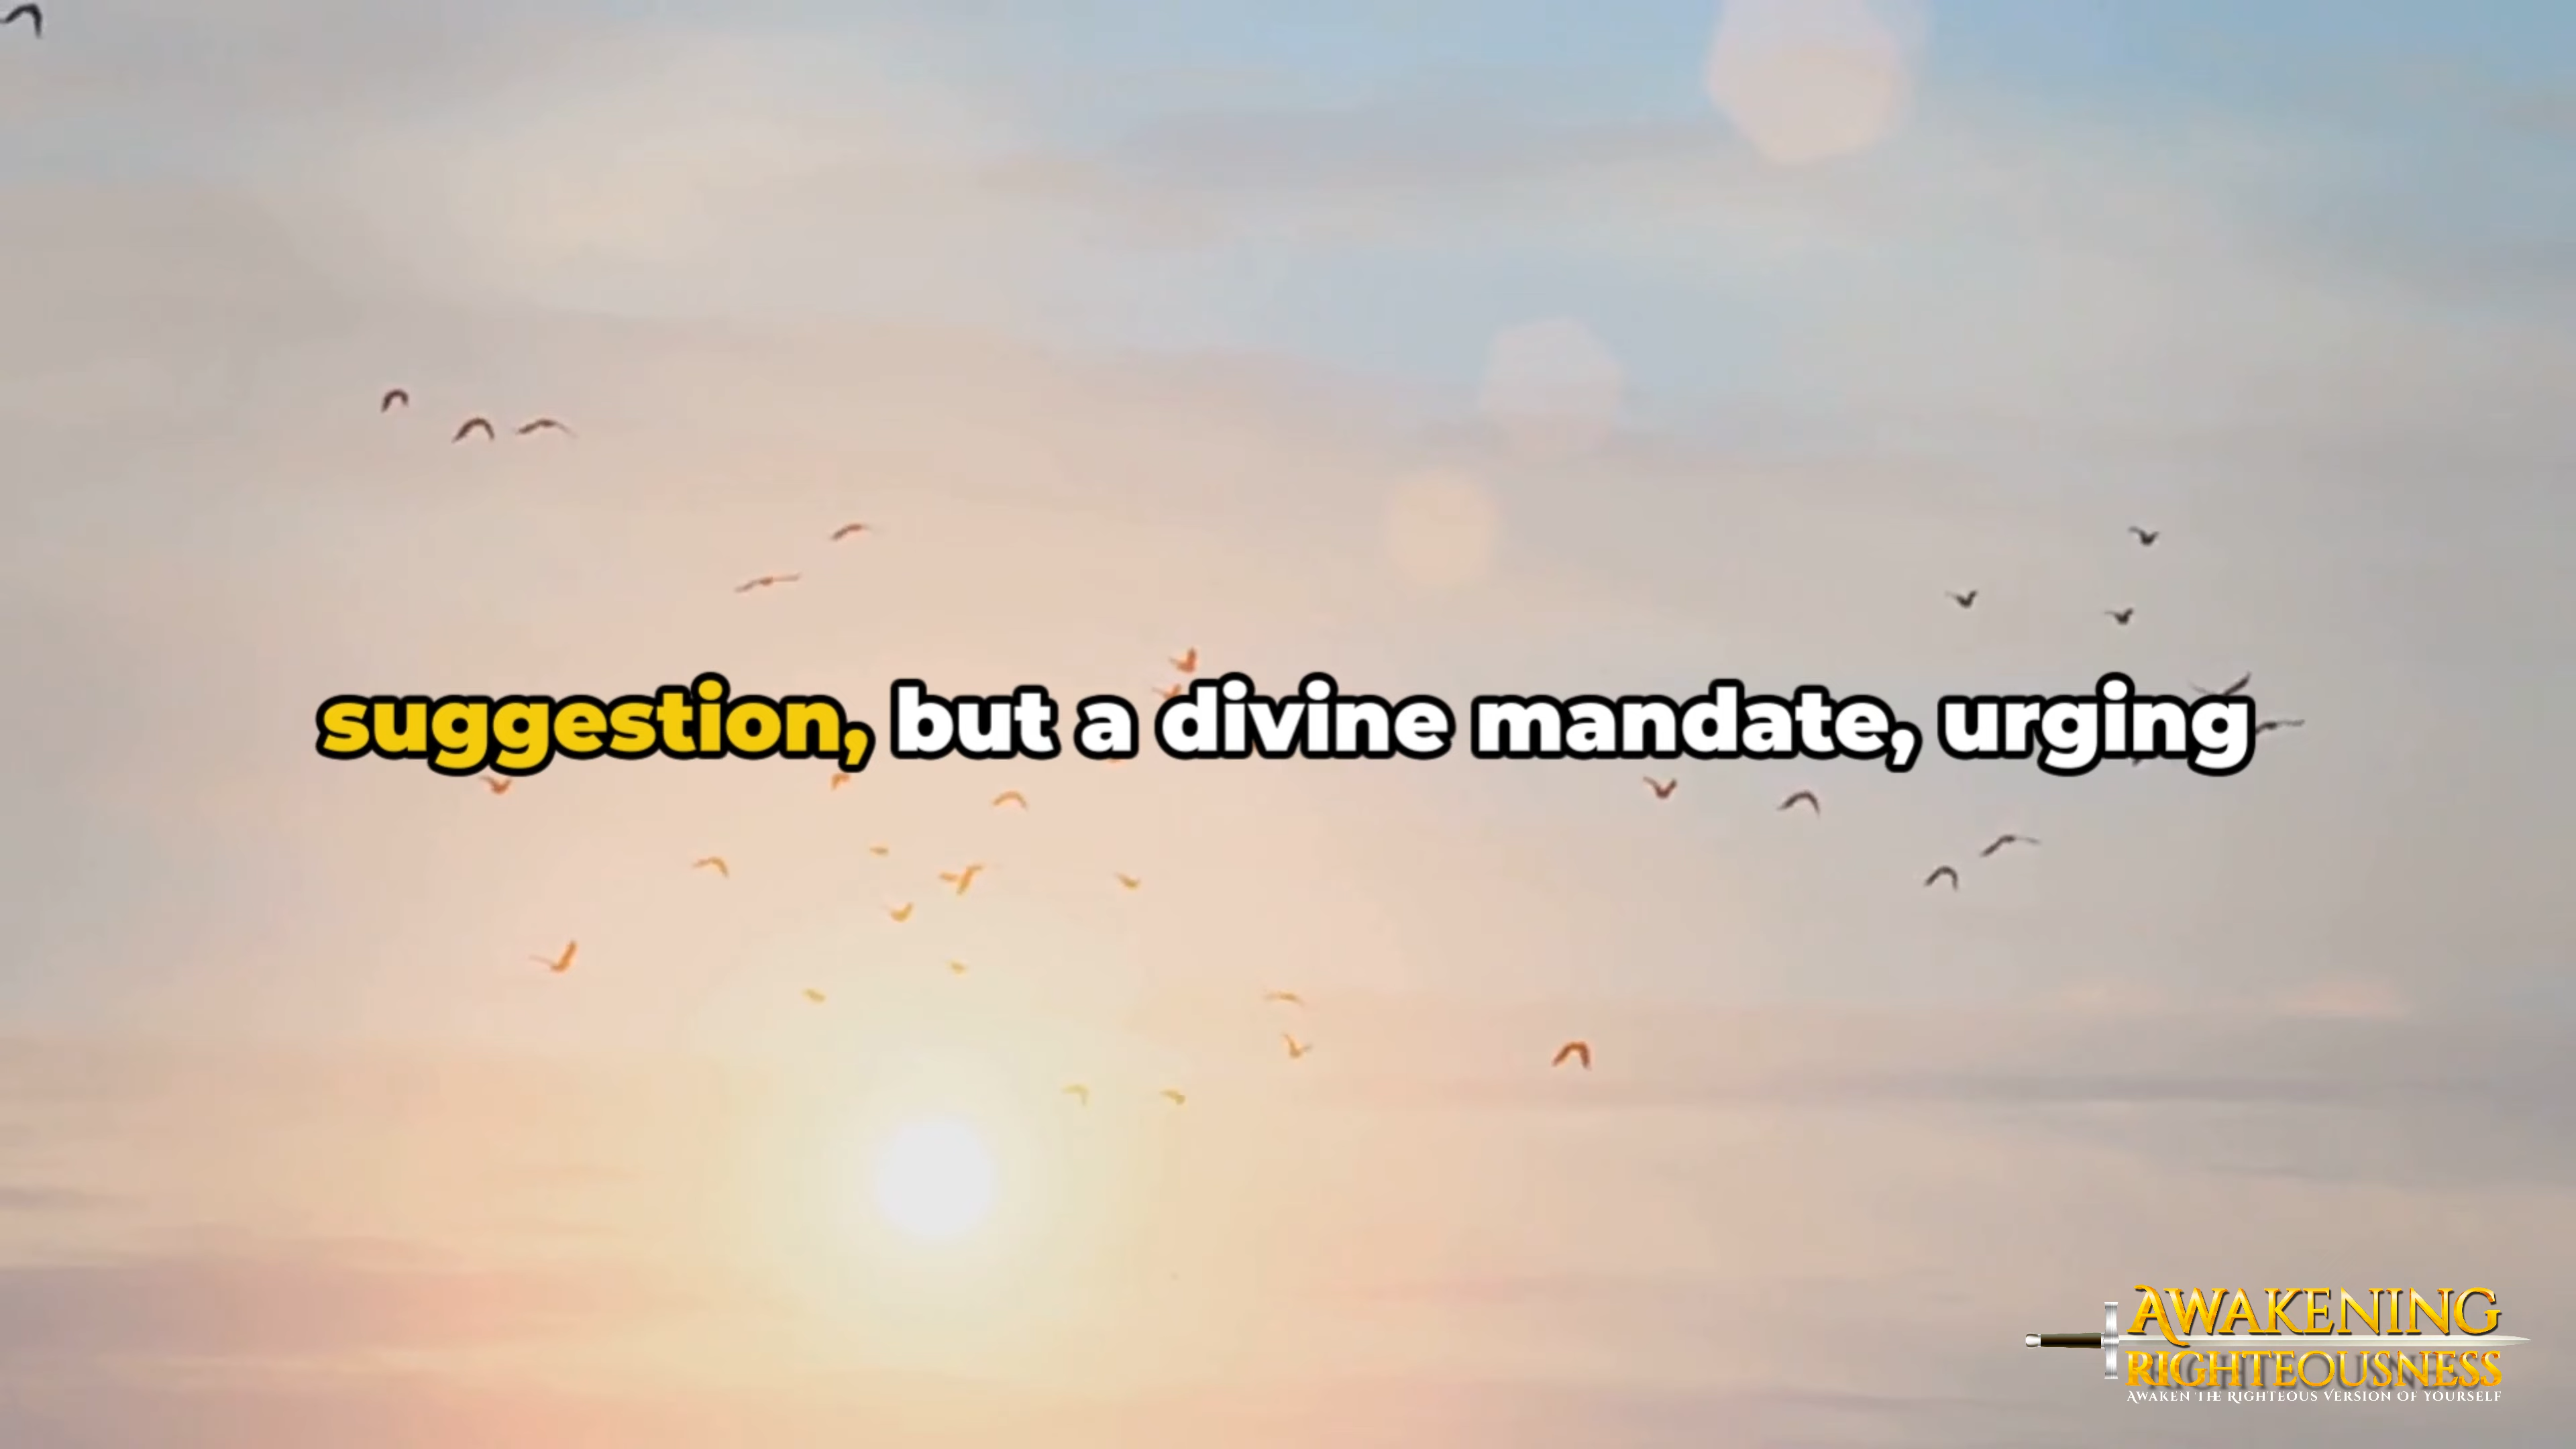 suggestion, but a divine mandate, urging
AWAKENING
RIGHTEOUSNESS
AWAKEN THE RIGHTEOUS VERSION OF YOURSELF